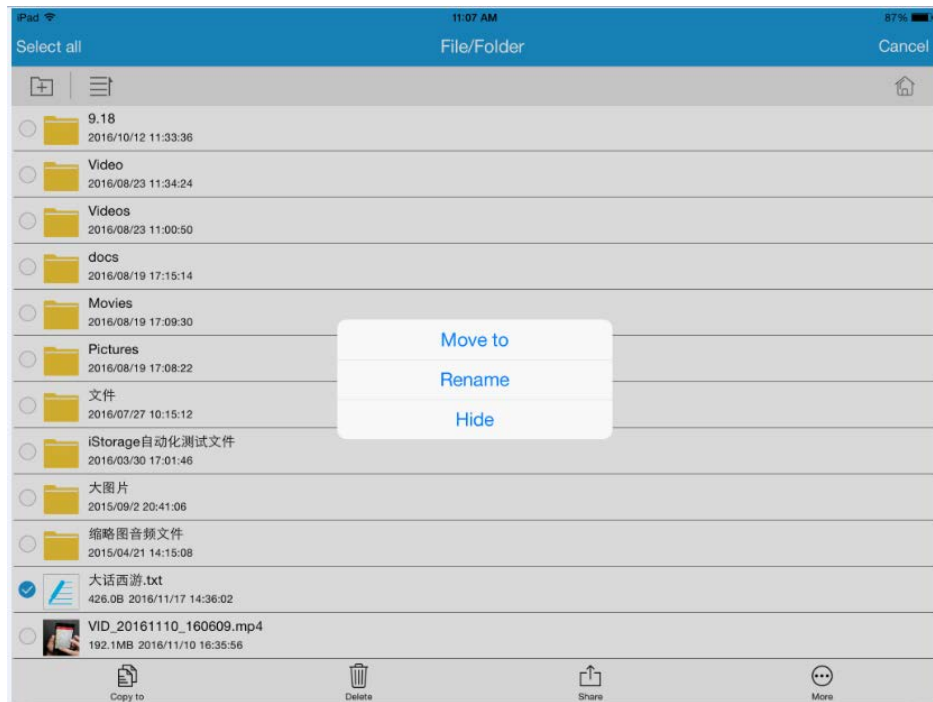 iPad 11:07 AM 87%
Select all File/Folder Cancel
9.18
2016/10/12 11:33:36
Video
2016/08/23 11:34:24
Videos
2016/08/23 11:00:50
docs
2016/08/19 17:15:14
Movies
2016/08/19 17:09:30
Pictures
2016/08/19 17:08:22
文件
2016/07/27 10:15:12
iStorage自动化测试文件
2016/03/30 17:01:46
大图片
2015/09/2 20:41:06
缩略图音频文件
2015/04/21 14:15:08
大话西游.txt
426.0B 2016/11/17 14:36:02
VID_20161110_160609.mp4
192.1MB 2016/11/10 16:35:56
Move to
Rename
Hide
Copy to Delete Share More